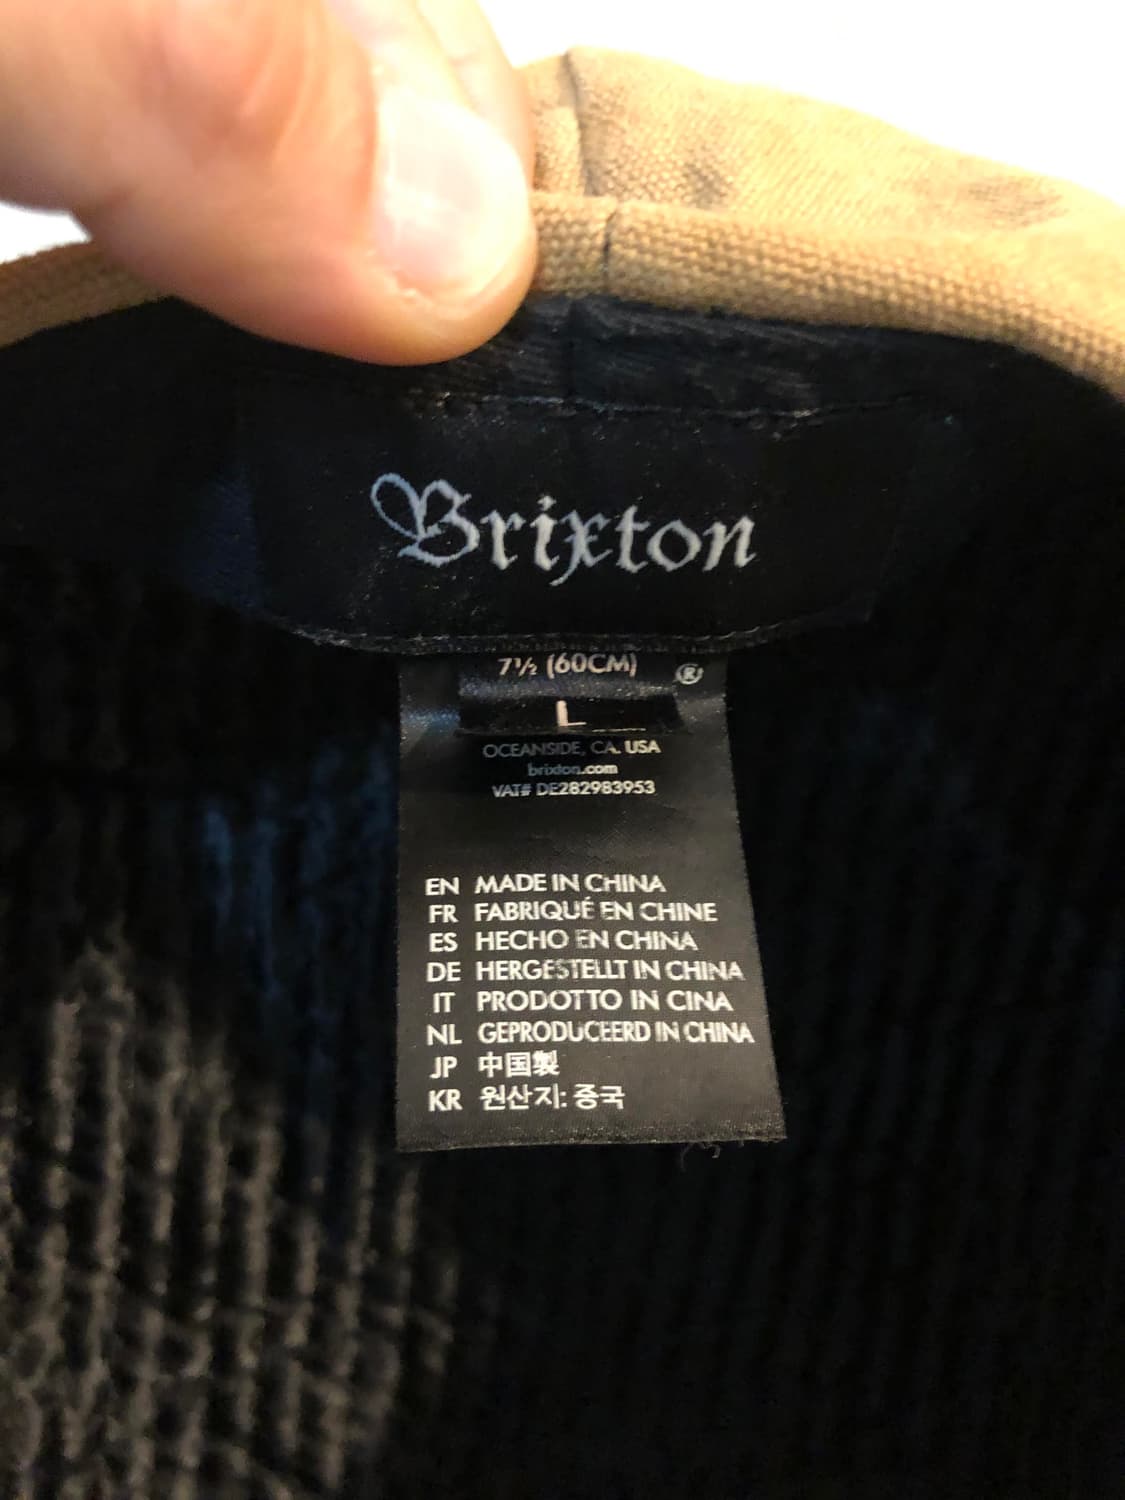 Brixton
7½ (60CM)
®
L
OCEANSIDE, CA. USA
brixton.com
VAT# DE282983953
EN MADE IN CHINA
FR FABRIQUÉ EN CHINE
ES HECHO EN CHINA
DE HERGESTELLT IN CHINA
IT PRODOTTO IN CINA
NL GEPRODUCEERD IN CHINA
JP 中国製
KR 원산지: 중국